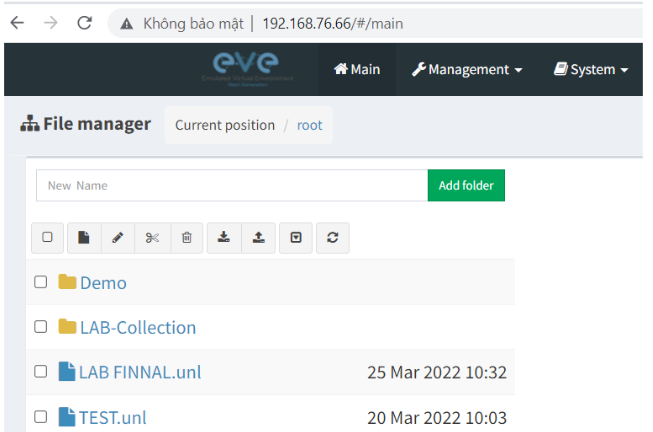 Không bảo mật | 192.168.76.66/#/main
eve
Emulated Virtual Environment
Next Generation
Main Management System
File manager Current position / root
New Name Add folder
Demo
LAB-Collection
LAB FINNAL.unl 25 Mar 2022 10:32
TEST.unl 20 Mar 2022 10:03